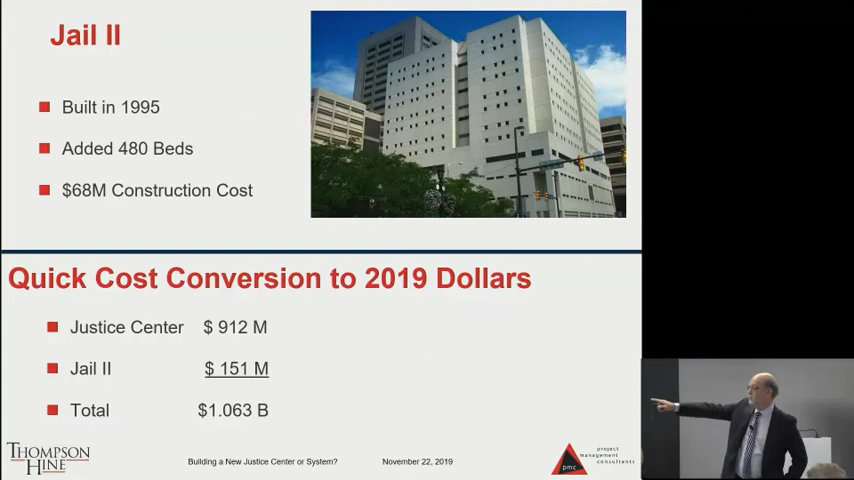 Jail II
Built in 1995
Added 480 Beds
$68M Construction Cost
Quick Cost Conversion to 2019 Dollars
Justice Center $ 912 M
Jail II $ 151 M
Total $1.063 B
THOMPSON
HINE
Building a New Justice Center or System? November 22, 2019
pmc
project
management
consultants